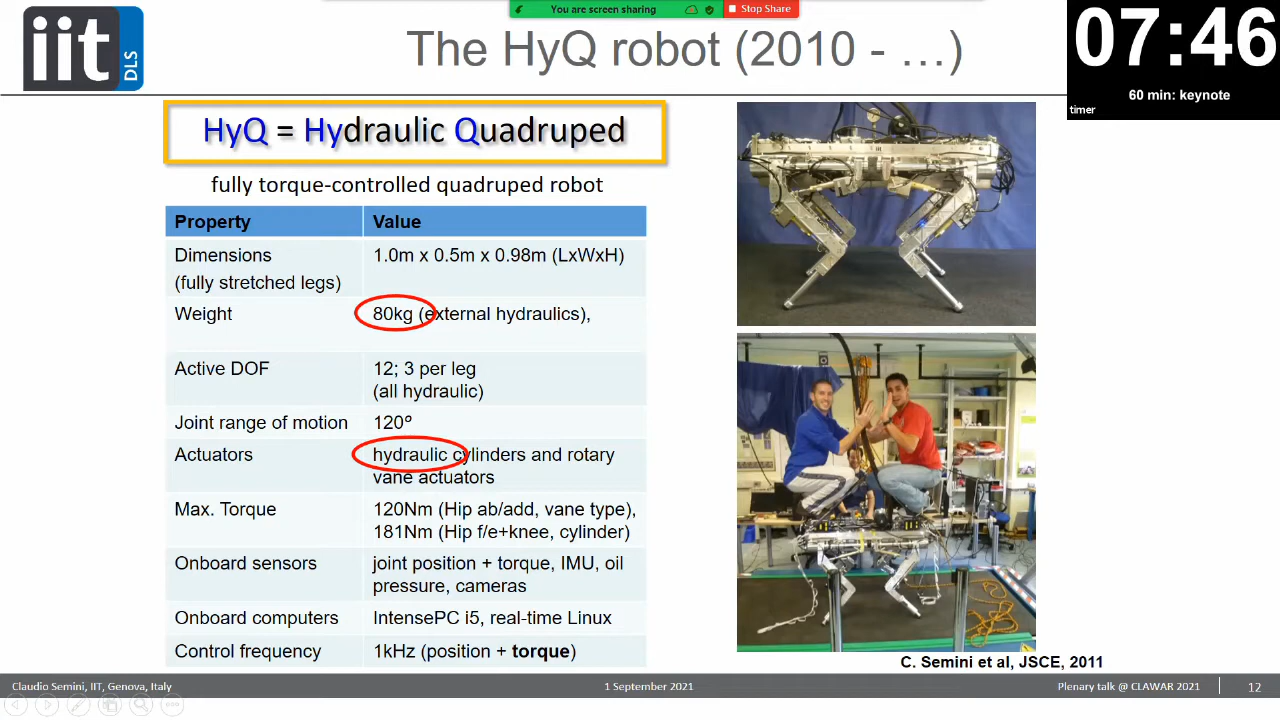 You are screen sharing
Stop Share
iit
DLS
The HyQ robot (2010 - …)
07:46
60 min: keynote
timer
HyQ = Hydraulic Quadruped
fully torque-controlled quadruped robot
Property Value
Dimensions 1.0m x 0.5m x 0.98m (LxWxH)
(fully stretched legs)
Weight 80kg (external hydraulics),
Active DOF 12; 3 per leg
(all hydraulic)
Joint range of motion 120º
Actuators hydraulic cylinders and rotary
vane actuators
Max. Torque 120Nm (Hip ab/add, vane type),
181Nm (Hip f/e+knee, cylinder)
Onboard sensors joint position + torque, IMU, oil
pressure, cameras
Onboard computers IntensePC i5, real-time Linux
Control frequency 1kHz (position + torque)
C. Semini et al, JSCE, 2011
Claudio Semini, IIT, Genova, Italy 1 September 2021 Plenary talk @ CLAWAR 2021 12